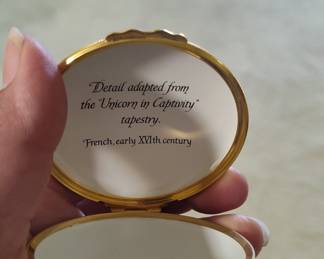 Detail adapted from
the "Unicorn in Captivity"
tapestry.
French, early XVIth century